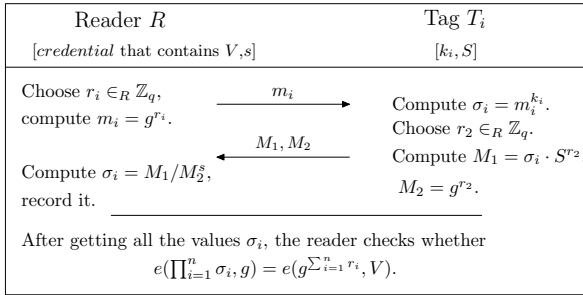 Reader R Tag T_i
[credential that contains V,s] [k_i, S]
Choose r_i ∈_R ℤ_q, m_i Compute σ_i = m_i^{k_i}.
compute m_i = g^{r_i}. Choose r_2 ∈_R ℤ_q.
M_1, M_2 Compute M_1 = σ_i · S^{r_2}
Compute σ_i = M_1/M_2^s, M_2 = g^{r_2}.
record it.
After getting all the values σ_i, the reader checks whether
e(∏_{i=1}^n σ_i, g) = e(g^{∑_{i=1}^n r_i}, V).